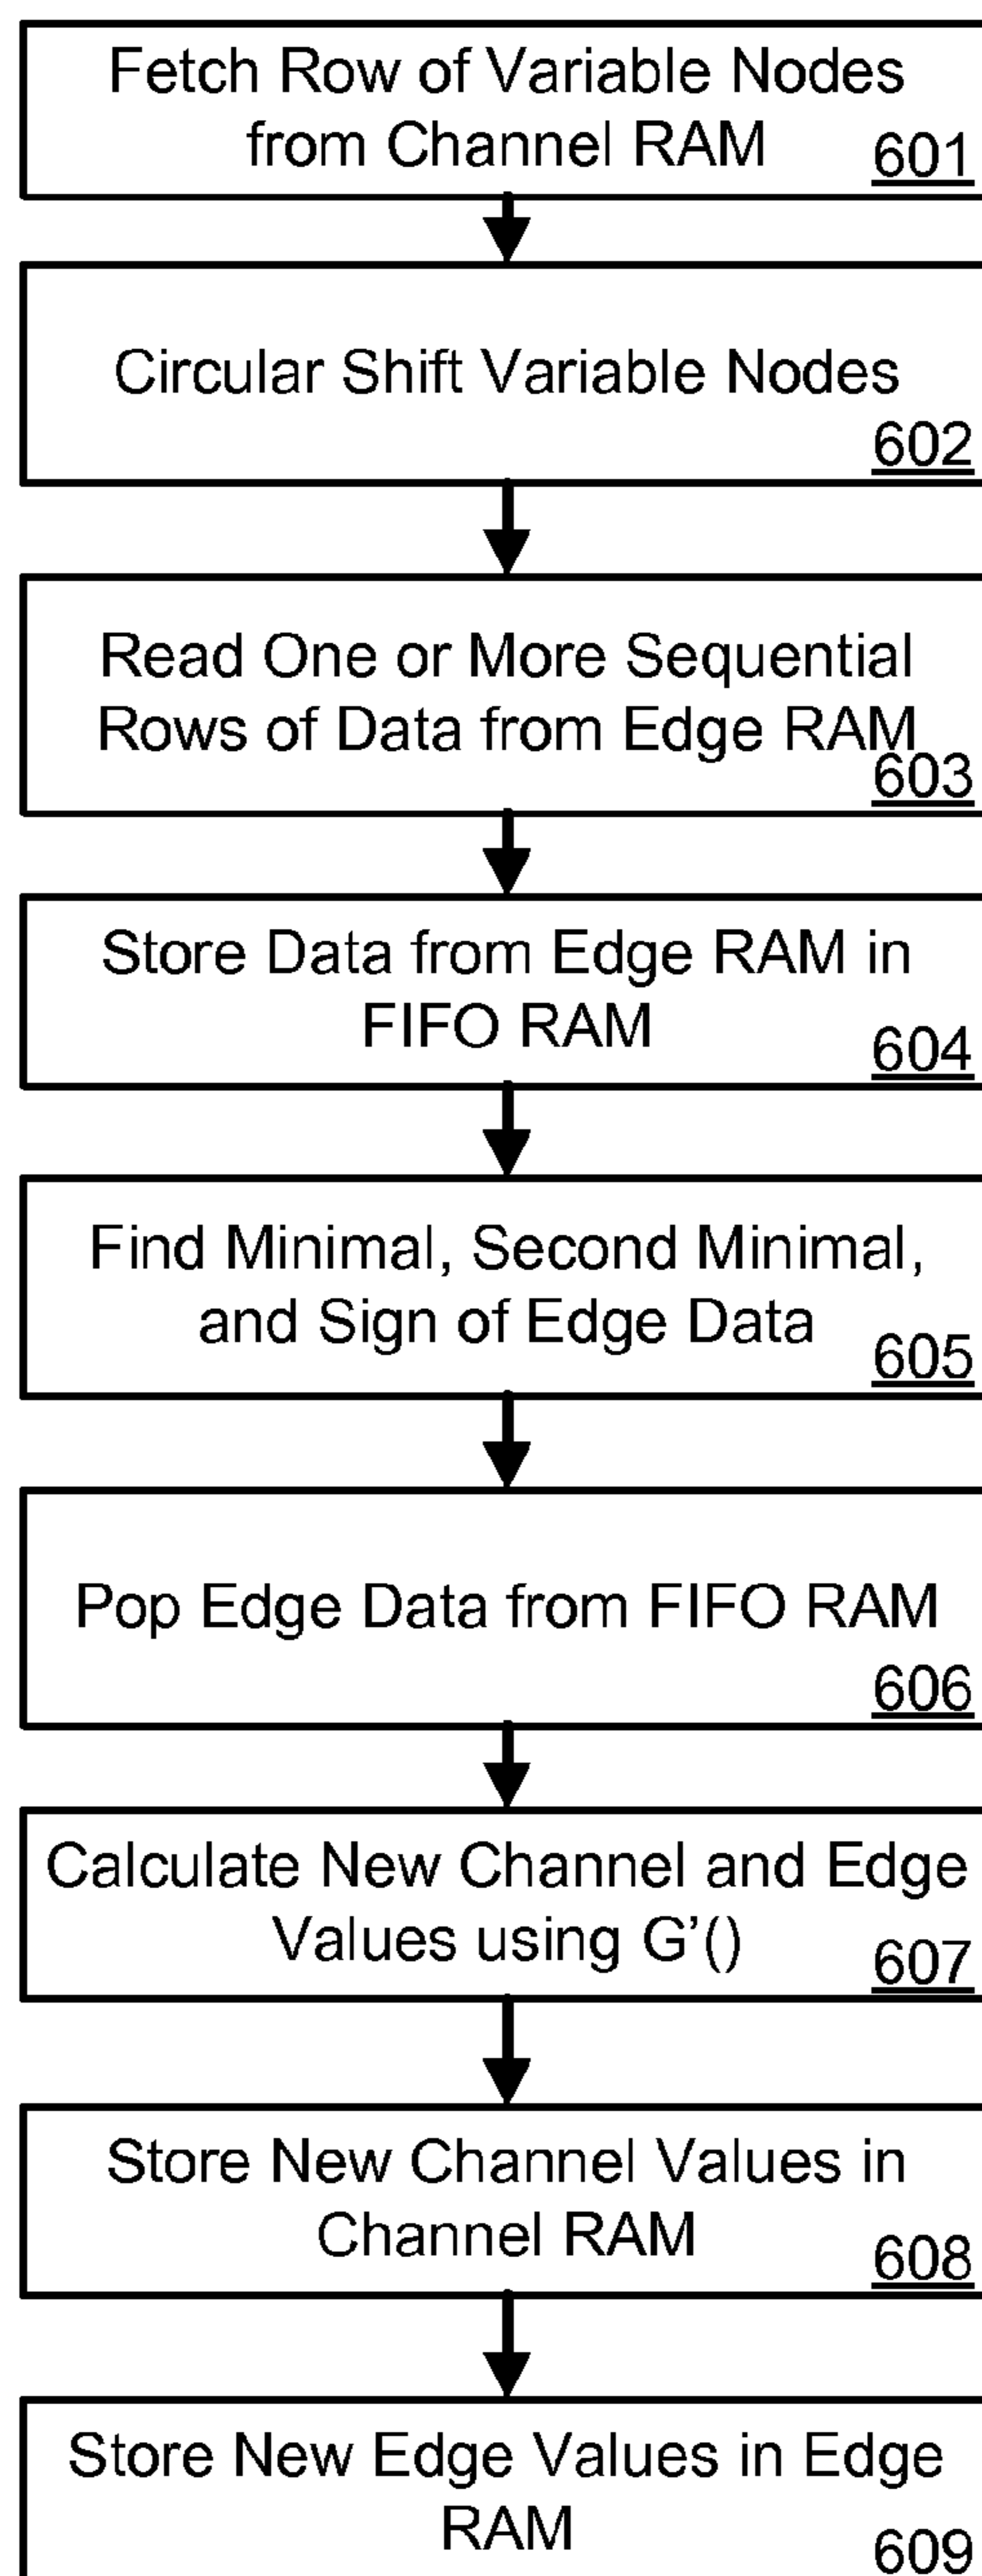 Fetch Row of Variable Nodes
from Channel RAM
601
Circular Shift Variable Nodes
602
Read One or More Sequential
Rows of Data from Edge RAM
603
Store Data from Edge RAM in
FIFO RAM
604
Find Minimal, Second Minimal,
and Sign of Edge Data
605
Pop Edge Data from FIFO RAM
606
Calculate New Channel and Edge
Values using G’()
607
Store New Channel Values in
Channel RAM
608
Store New Edge Values in Edge
RAM
609